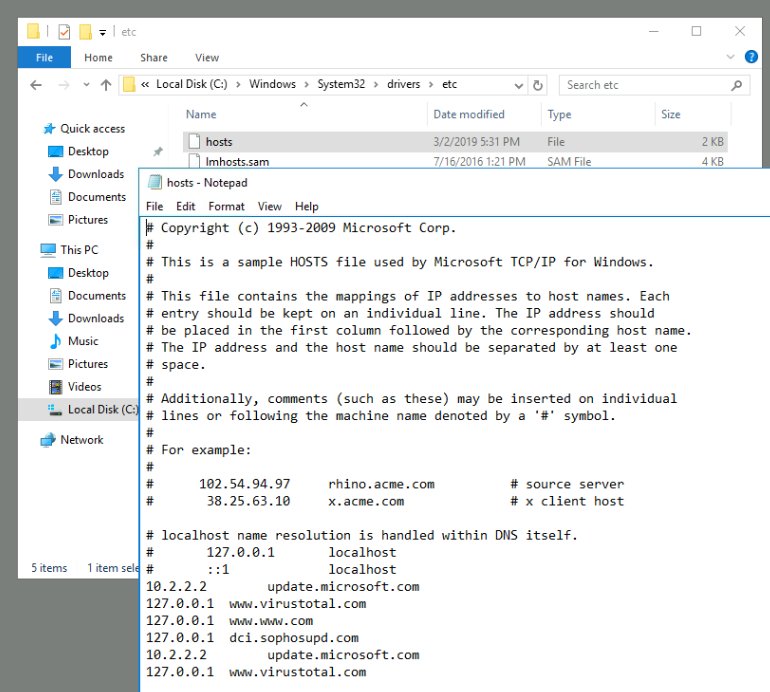 etc
File Home Share View
« Local Disk (C:) > Windows > System32 > drivers > etc
Search etc
Name Date modified Type Size
Quick access
Desktop
Downloads
Documents
Pictures
This PC
Desktop
Documents
Downloads
Music
Pictures
Videos
Local Disk (C:)
Network
5 items 1 item sele
hosts 3/2/2019 5:31 PM File 2 KB
lmhosts.sam 7/16/2016 1:21 PM SAM File 4 KB
hosts - Notepad
File Edit Format View Help
# Copyright (c) 1993-2009 Microsoft Corp.
#
# This is a sample HOSTS file used by Microsoft TCP/IP for Windows.
#
# This file contains the mappings of IP addresses to host names. Each
# entry should be kept on an individual line. The IP address should
# be placed in the first column followed by the corresponding host name.
# The IP address and the host name should be separated by at least one
# space.
#
# Additionally, comments (such as these) may be inserted on individual
# lines or following the machine name denoted by a '#' symbol.
#
# For example:
#
#      102.54.94.97     rhino.acme.com          # source server
#       38.25.63.10     x.acme.com              # x client host

# localhost name resolution is handled within DNS itself.
#       127.0.0.1       localhost
#       ::1             localhost
10.2.2.2        update.microsoft.com
127.0.0.1  www.virustotal.com
127.0.0.1  www.www.com
127.0.0.1  dci.sophosupd.com
10.2.2.2        update.microsoft.com
127.0.0.1  www.virustotal.com